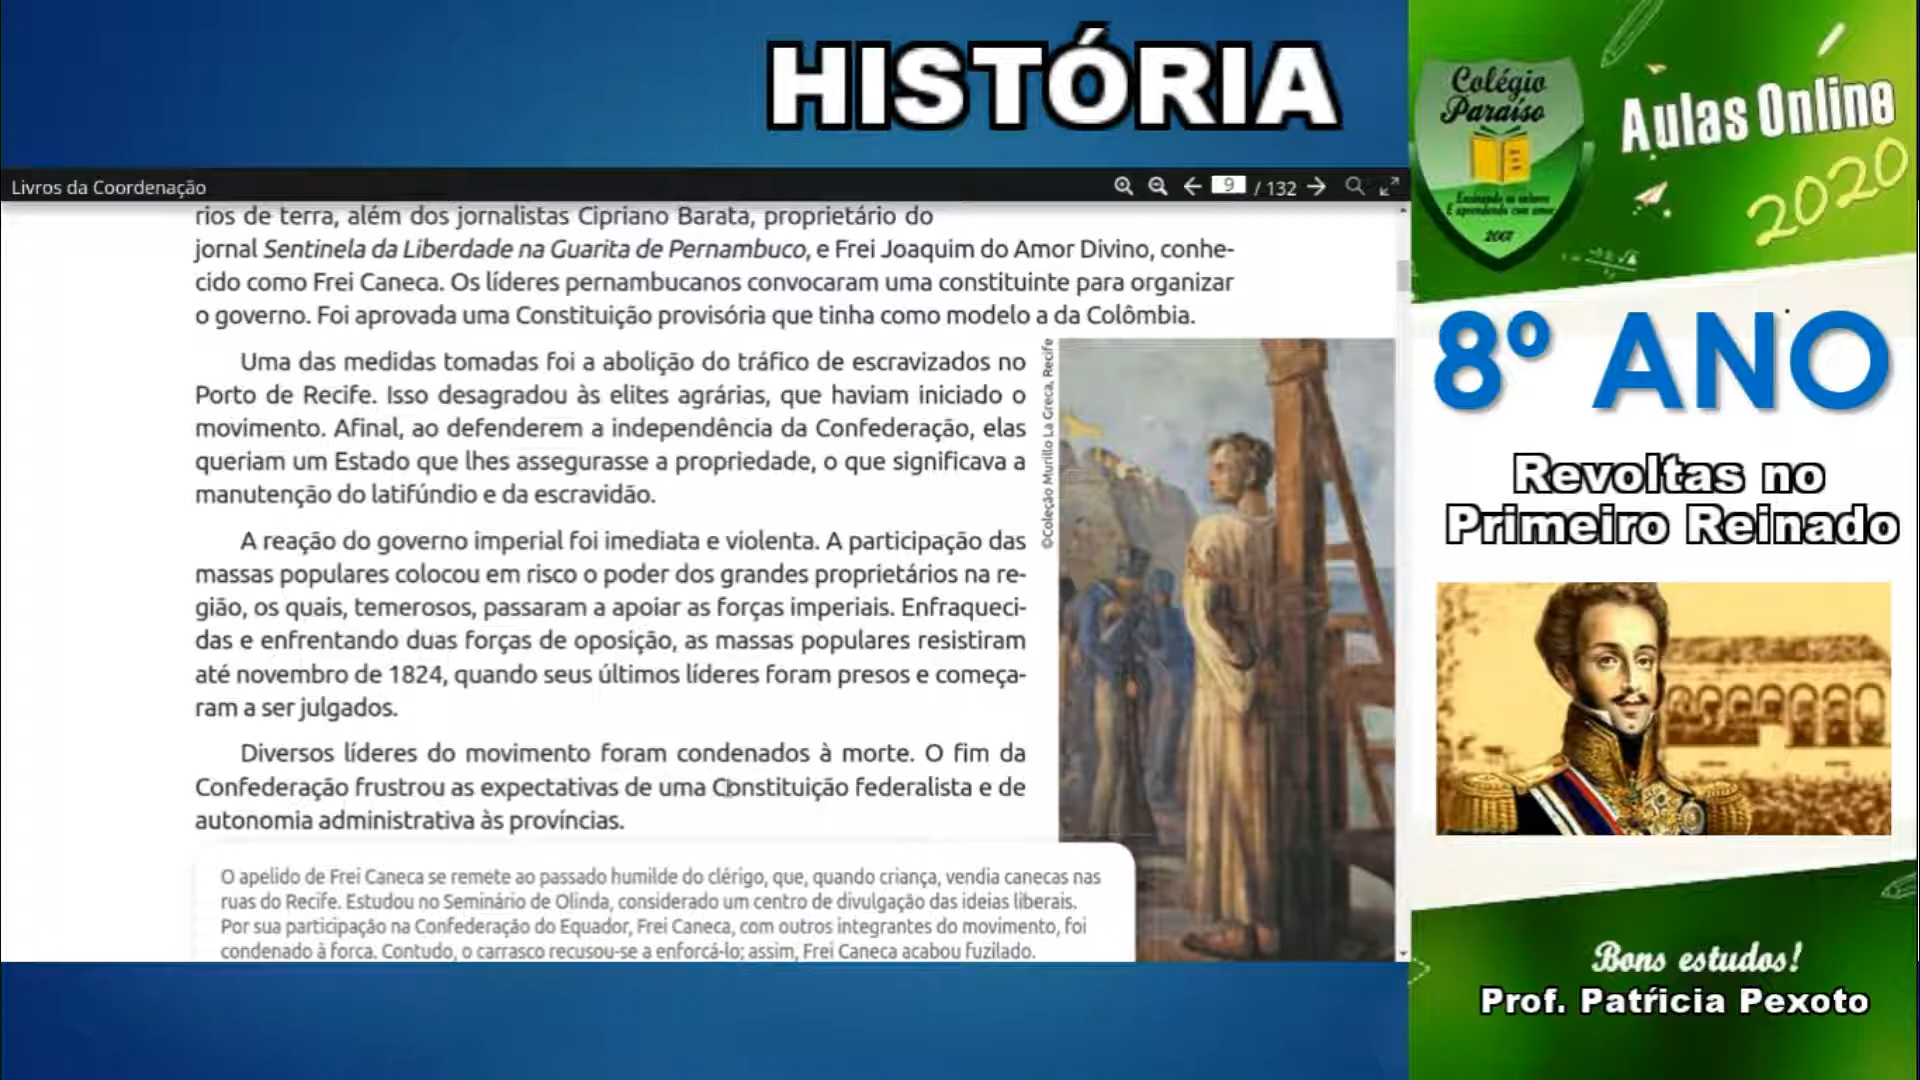 HISTÓRIA
Livros da Coordenação
9 / 132
rios de terra, além dos jornalistas Cipriano Barata, proprietário do
jornal Sentinela da Liberdade na Guarita de Pernambuco, e Frei Joaquim do Amor Divino, conhe-
cido como Frei Caneca. Os líderes pernambucanos convocaram uma constituinte para organizar
o governo. Foi aprovada uma Constituição provisória que tinha como modelo a da Colômbia.
Uma das medidas tomadas foi a abolição do tráfico de escravizados no
Porto de Recife. Isso desagradou às elites agrárias, que haviam iniciado o
movimento. Afinal, ao defenderem a independência da Confederação, elas
queriam um Estado que lhes assegurasse a propriedade, o que significava a
manutenção do latifúndio e da escravidão.
A reação do governo imperial foi imediata e violenta. A participação das
massas populares colocou em risco o poder dos grandes proprietários na re-
gião, os quais, temerosos, passaram a apoiar as forças imperiais. Enfraqueci-
das e enfrentando duas forças de oposição, as massas populares resistiram
até novembro de 1824, quando seus últimos líderes foram presos e começa-
ram a ser julgados.
Diversos líderes do movimento foram condenados à morte. O fim da
Confederação frustrou as expectativas de uma Constituição federalista e de
autonomia administrativa às províncias.
©Coleção Murillo La Greca, Recife
O apelido de Frei Caneca se remete ao passado humilde do clérigo, que, quando criança, vendia canecas nas
ruas do Recife. Estudou no Seminário de Olinda, considerado um centro de divulgação das ideias liberais.
Por sua participação na Confederação do Equador, Frei Caneca, com outros integrantes do movimento, foi
condenado à forca. Contudo, o carrasco recusou-se a enforcá-lo; assim, Frei Caneca acabou fuzilado.
Colégio
Paraíso
Ensinando os valores
E aprendendo com amor
2007
Aulas Online
2020
8º ANO
Revoltas no
Primeiro Reinado
Bons estudos!
Prof. Patŕicia Pexoto